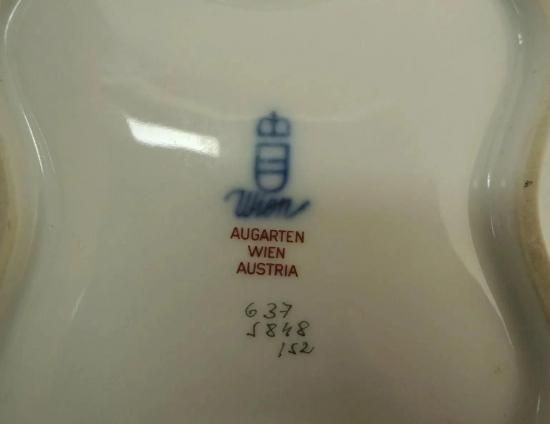 Wien
AUGARTEN
WIEN
AUSTRIA
637
5848
152